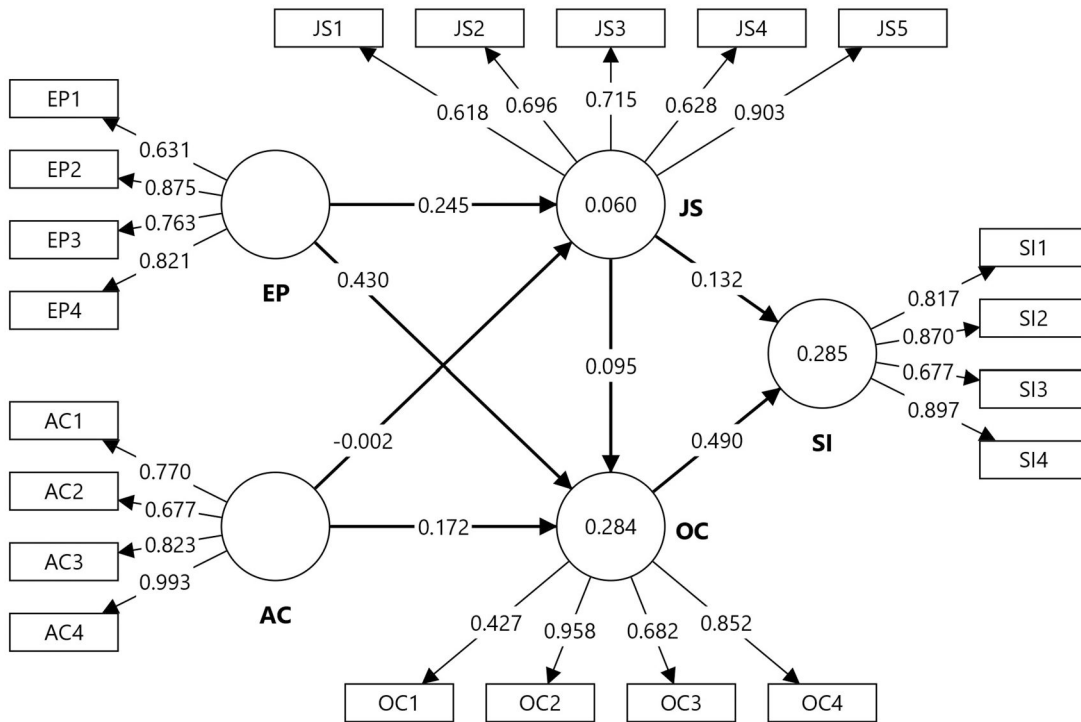 JS1
JS2
JS3
JS4
JS5
0.618
0.696
0.715
0.628
0.903
EP1
EP2
EP3
EP4
0.631
0.875
0.763
0.821
EP
0.245
0.430
0.060
JS
0.132
0.095
-0.002
0.172
AC1
AC2
AC3
AC4
0.770
0.677
0.823
0.993
AC
0.284
OC
0.490
0.285
SI
0.817
0.870
0.677
0.897
SI1
SI2
SI3
SI4
0.427
0.958
0.682
0.852
OC1
OC2
OC3
OC4